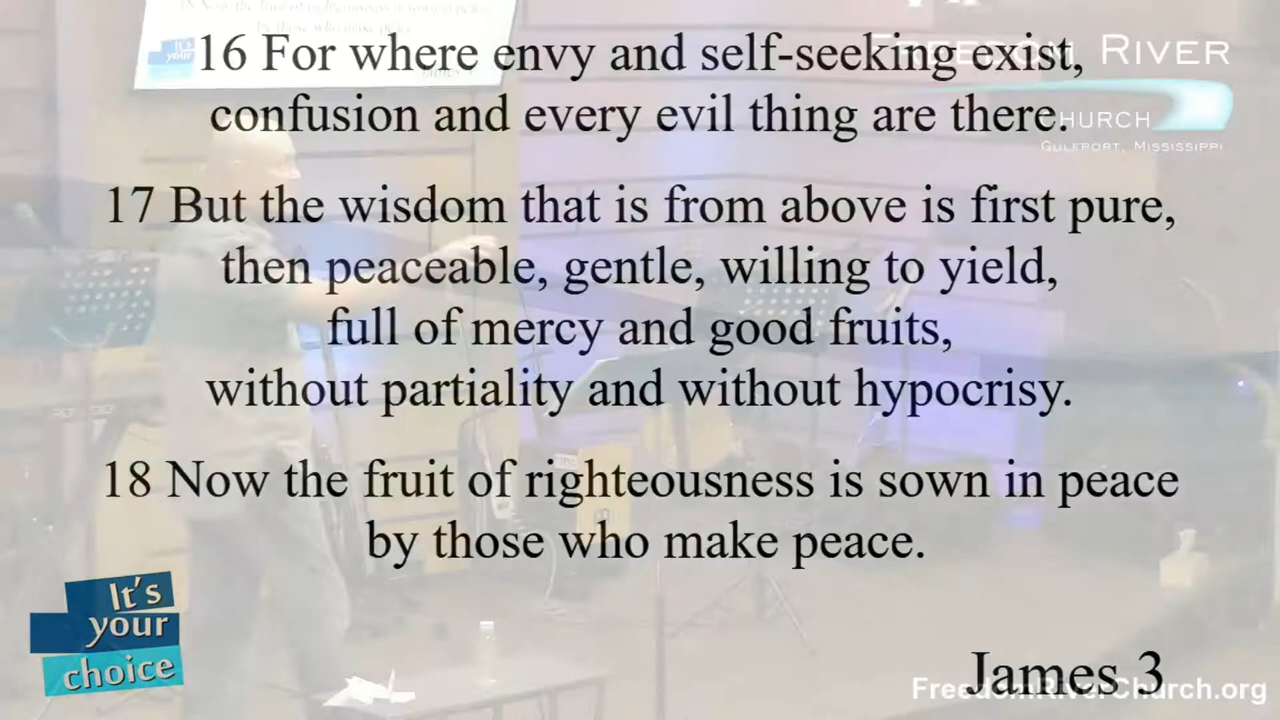 16 For where envy and self-seeking exist,
confusion and every evil thing are there.
17 But the wisdom that is from above is first pure,
then peaceable, gentle, willing to yield,
full of mercy and good fruits,
without partiality and without hypocrisy.
18 Now the fruit of righteousness is sown in peace
by those who make peace.
James 3
It's
your
choice
FREEDOM RIVER
CHURCH
GULFPORT, MISSISSIPPI
FreedomRiverChurch.org